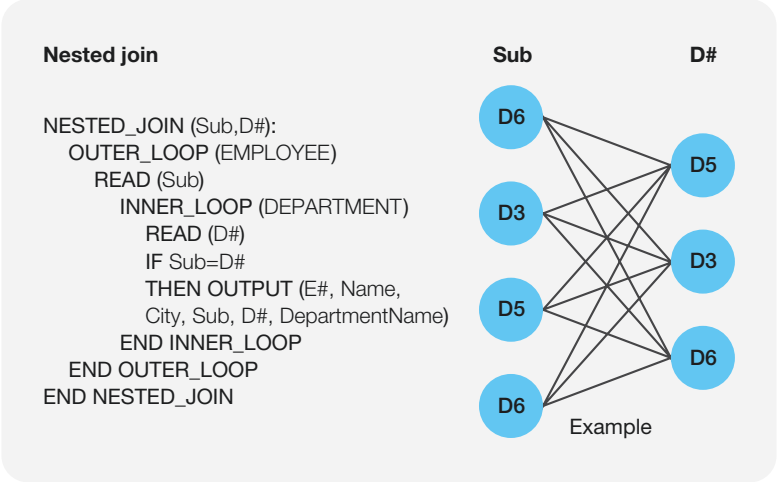 Nested join
NESTED_JOIN (Sub,D#):
OUTER_LOOP (EMPLOYEE)
READ (Sub)
INNER_LOOP (DEPARTMENT)
READ (D#)
IF Sub=D#
THEN OUTPUT (E#, Name,
City, Sub, D#, DepartmentName)
END INNER_LOOP
END OUTER_LOOP
END NESTED_JOIN
Sub
D6
D3
D5
D6
D#
D5
D3
D6
Example